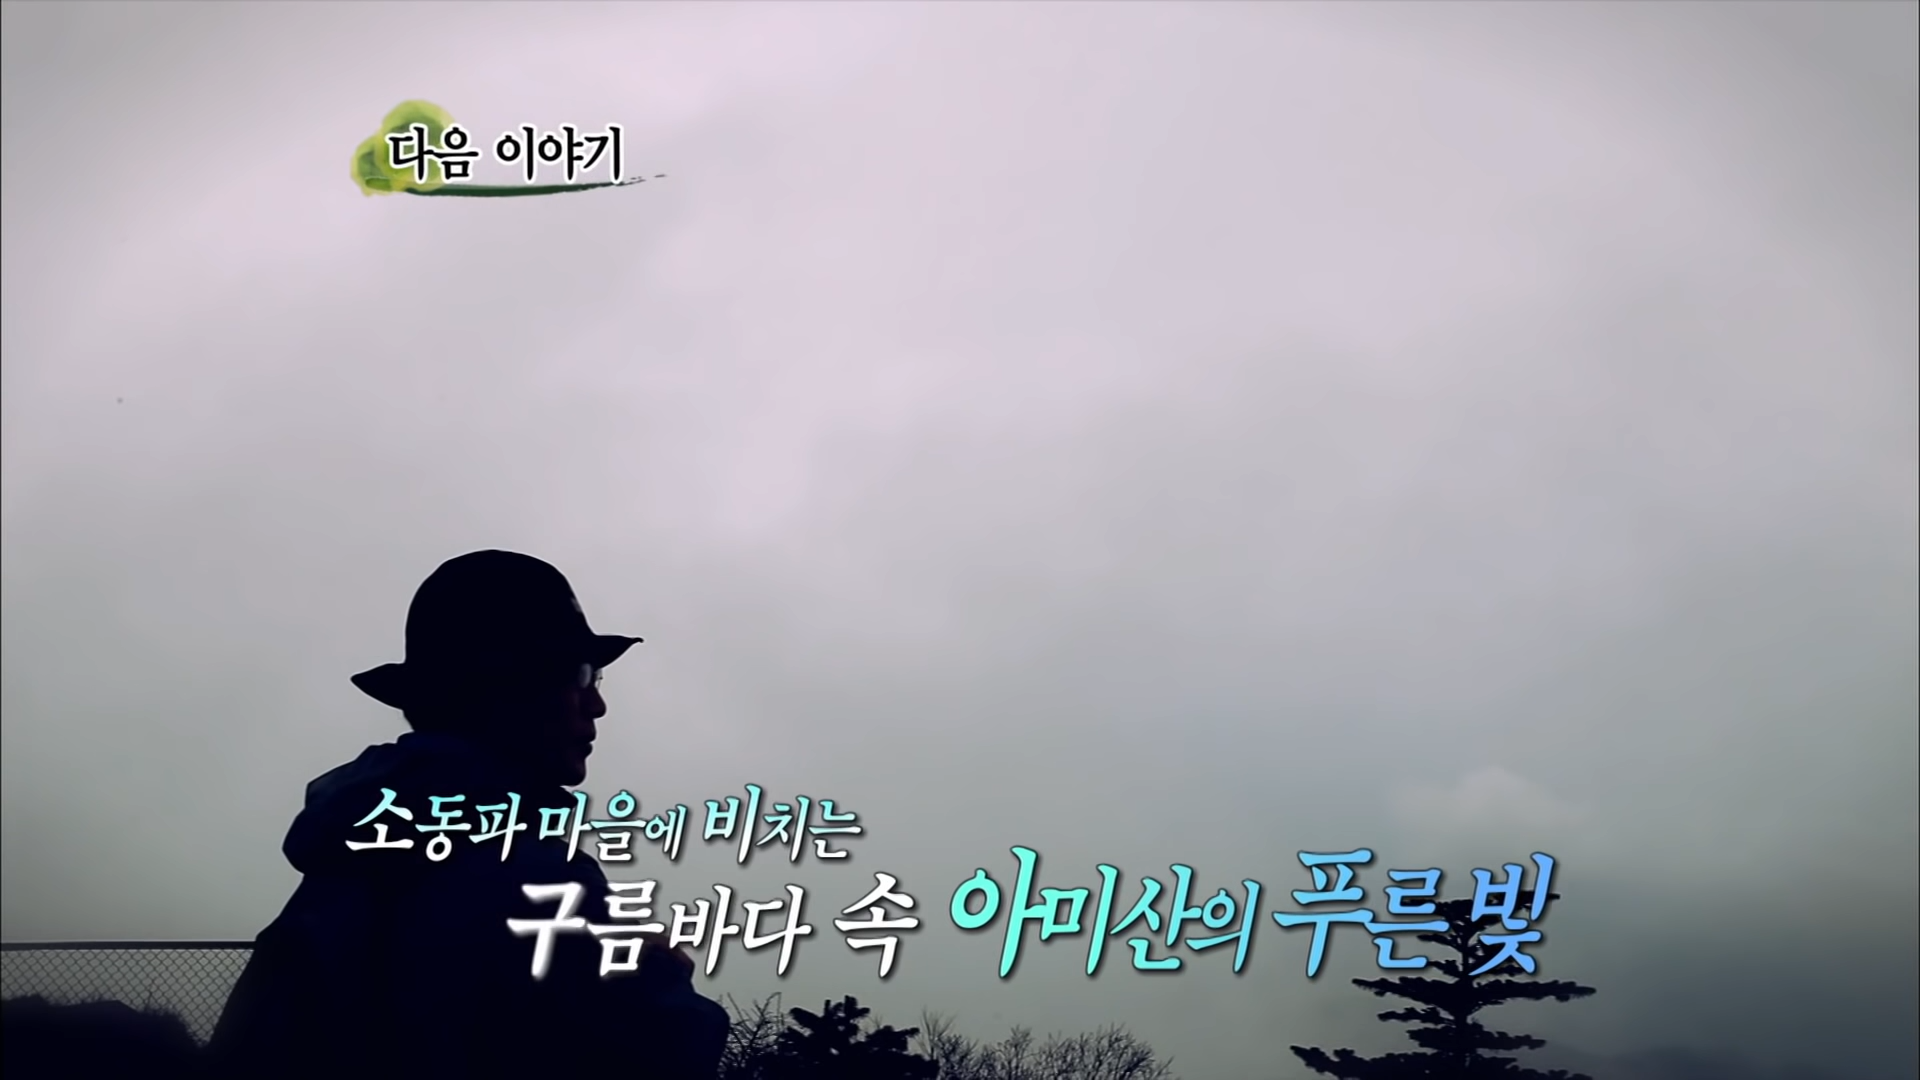 다음 이야기
소동파 마을에 비치는
구름바다 속 아미산의 푸른 빛